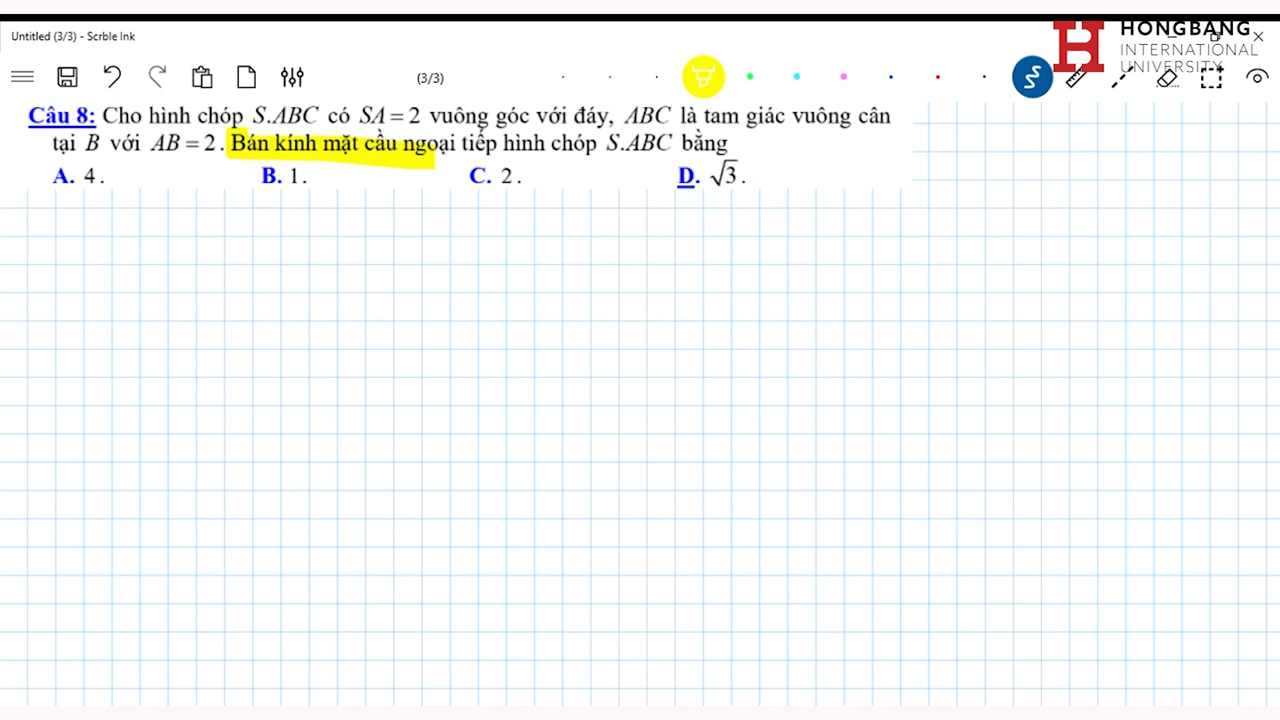 Untitled (3/3) - Scrble Ink
HONGBANG
INTERNATIONAL
UNIVERSITY
(3/3)
Câu 8: Cho hình chóp S.ABC có SA = 2 vuông góc với đáy, ABC là tam giác vuông cân
tại B với AB = 2. Bán kính mặt cầu ngoại tiếp hình chóp S.ABC bằng
A. 4. B. 1. C. 2. D. √3.